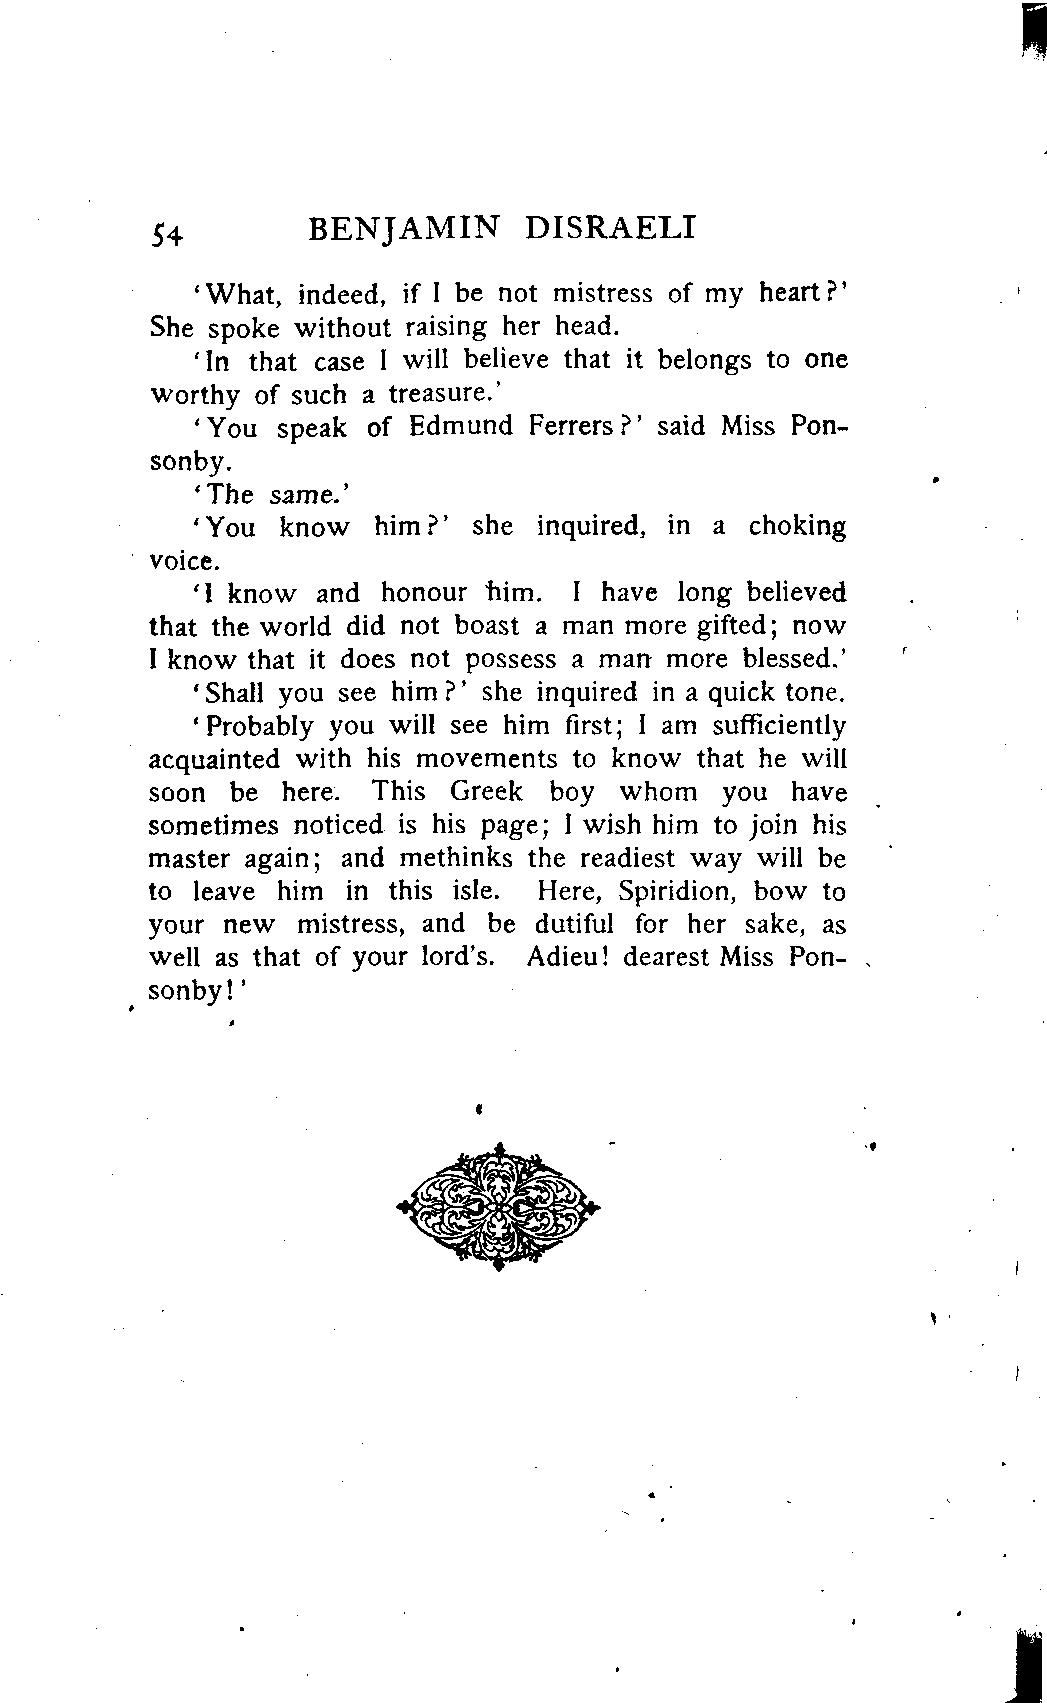 54 BENJAMIN DISRAELI
‘What, indeed, if I be not mistress of my heart?’
She spoke without raising her head.
‘In that case I will believe that it belongs to one
worthy of such a treasure.’
‘You speak of Edmund Ferrers?’ said Miss Pon-
sonby.
‘The same.’
‘You know him?’ she inquired, in a choking
voice.
‘I know and honour him. I have long believed
that the world did not boast a man more gifted; now
I know that it does not possess a man more blessed.’
‘Shall you see him?’ she inquired in a quick tone.
‘Probably you will see him first; I am sufficiently
acquainted with his movements to know that he will
soon be here. This Greek boy whom you have
sometimes noticed is his page; I wish him to join his
master again; and methinks the readiest way will be
to leave him in this isle. Here, Spiridion, bow to
your new mistress, and be dutiful for her sake, as
well as that of your lord's. Adieu! dearest Miss Pon-
sonby!’